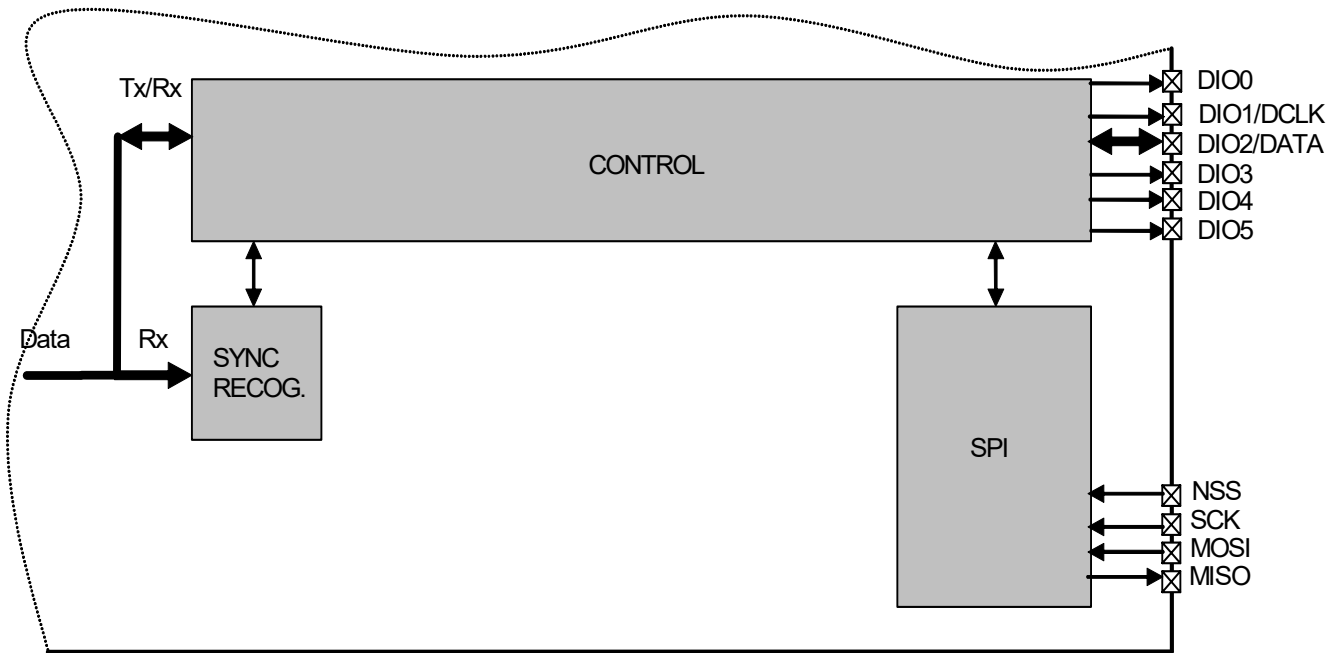 Tx/Rx
CONTROL
DIO0
DIO1/DCLK
DIO2/DATA
DIO3
DIO4
DIO5
Data
Rx
SYNC
RECOG.
SPI
NSS
SCK
MOSI
MISO